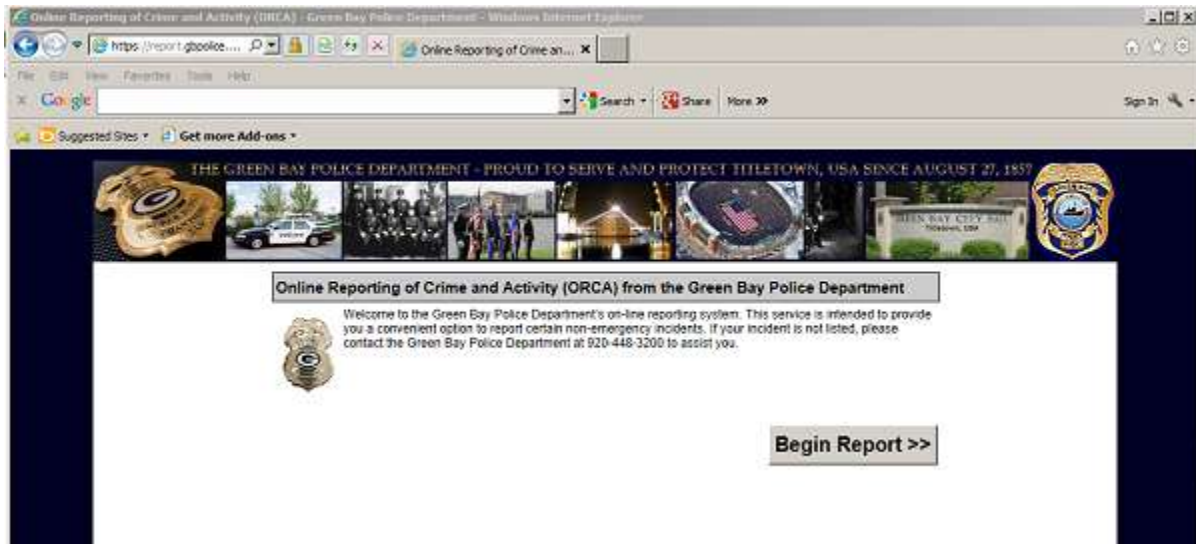 Online Reporting of Crime and Activity (ORCA) - Green Bay Police Department - Windows Internet Explorer
https://report.gbpolice....
Online Reporting of Crime an...
File Edit View Favorites Tools Help
Google
Search
Share
More >>
Sign In
Suggested Sites
Get more Add-ons
THE GREEN BAY POLICE DEPARTMENT - PROUD TO SERVE AND PROTECT TITLETOWN, USA SINCE AUGUST 27, 1857
GREEN BAY CITY HALL
Titletown, USA
Online Reporting of Crime and Activity (ORCA) from the Green Bay Police Department
Welcome to the Green Bay Police Department's on-line reporting system. This service is intended to provide
you a convenient option to report certain non-emergency incidents. If your incident is not listed, please
contact the Green Bay Police Department at 920-448-3200 to assist you.
Begin Report >>